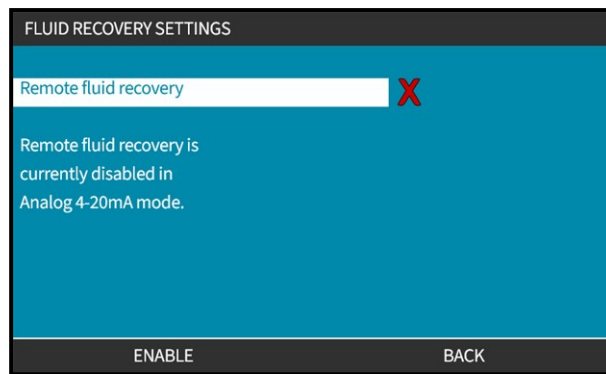 FLUID RECOVERY SETTINGS
Remote fluid recovery
Remote fluid recovery is
currently disabled in
Analog 4-20mA mode.
ENABLE BACK